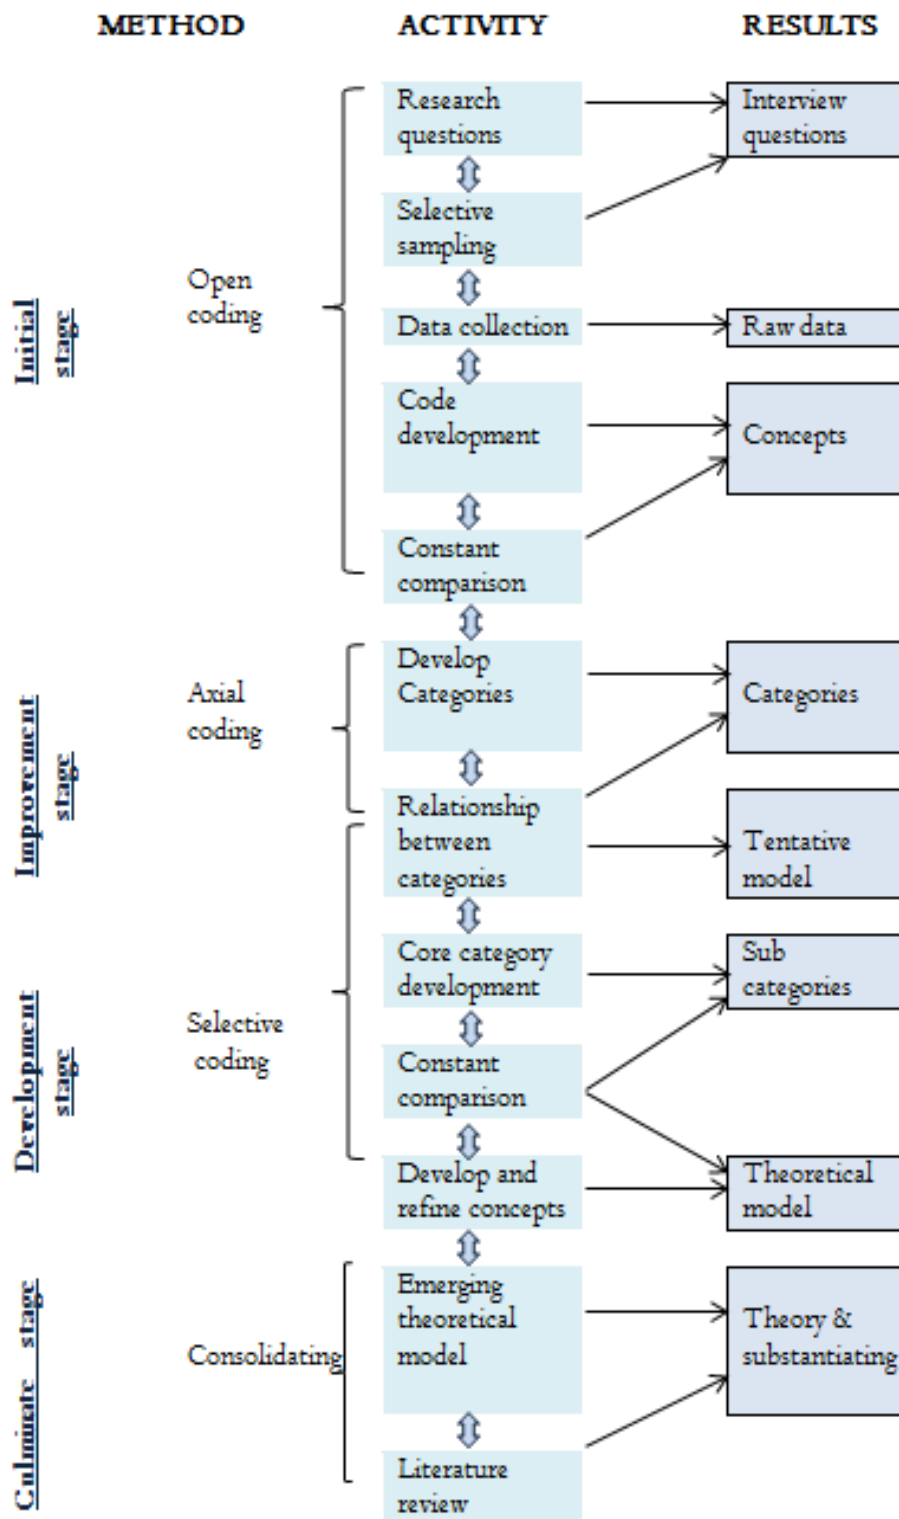 METHOD ACTIVITY RESULTS
Research
questions
Interview
questions
Selective
sampling
Open
coding
Initial
stage
Data collection
Raw data
Code
development
Concepts
Constant
comparison
Develop
Categories
Categories
Axial
coding
Improvement
stage
Relationship
between
categories
Tentative
model
Core category
development
Sub
categories
Selective
coding
Development
stage
Constant
comparison
Develop and
refine concepts
Theoretical
model
Emerging
theoretical
model
Theory &
substantiating
Consolidating
Culminate stage
Literature
review